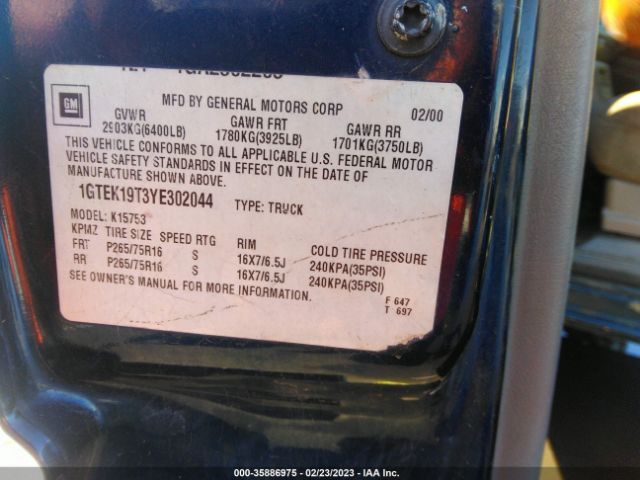 GM
MFD BY GENERAL MOTORS CORP 02/00
GVWR GAWR FRT GAWR RR
2903KG(6400LB) 1780KG(3925LB) 1701KG(3750LB)
THIS VEHICLE CONFORMS TO ALL APPLICABLE U.S. FEDERAL MOTOR
VEHICLE SAFETY STANDARDS IN EFFECT ON THE DATE OF
MANUFACTURE SHOWN ABOVE.
1GTEK19T3YE302044 TYPE: TRUCK
MODEL: K15753
KPMZ TIRE SIZE SPEED RTG RIM COLD TIRE PRESSURE
FRT P265/75R16 S 16X7/6.5J 240KPA(35PSI)
RR P265/75R16 S 16X7/6.5J 240KPA(35PSI)
SEE OWNER'S MANUAL FOR MORE INFORMATION.
F 647
T 697
000-35886975 - 02/23/2023 - IAA Inc.